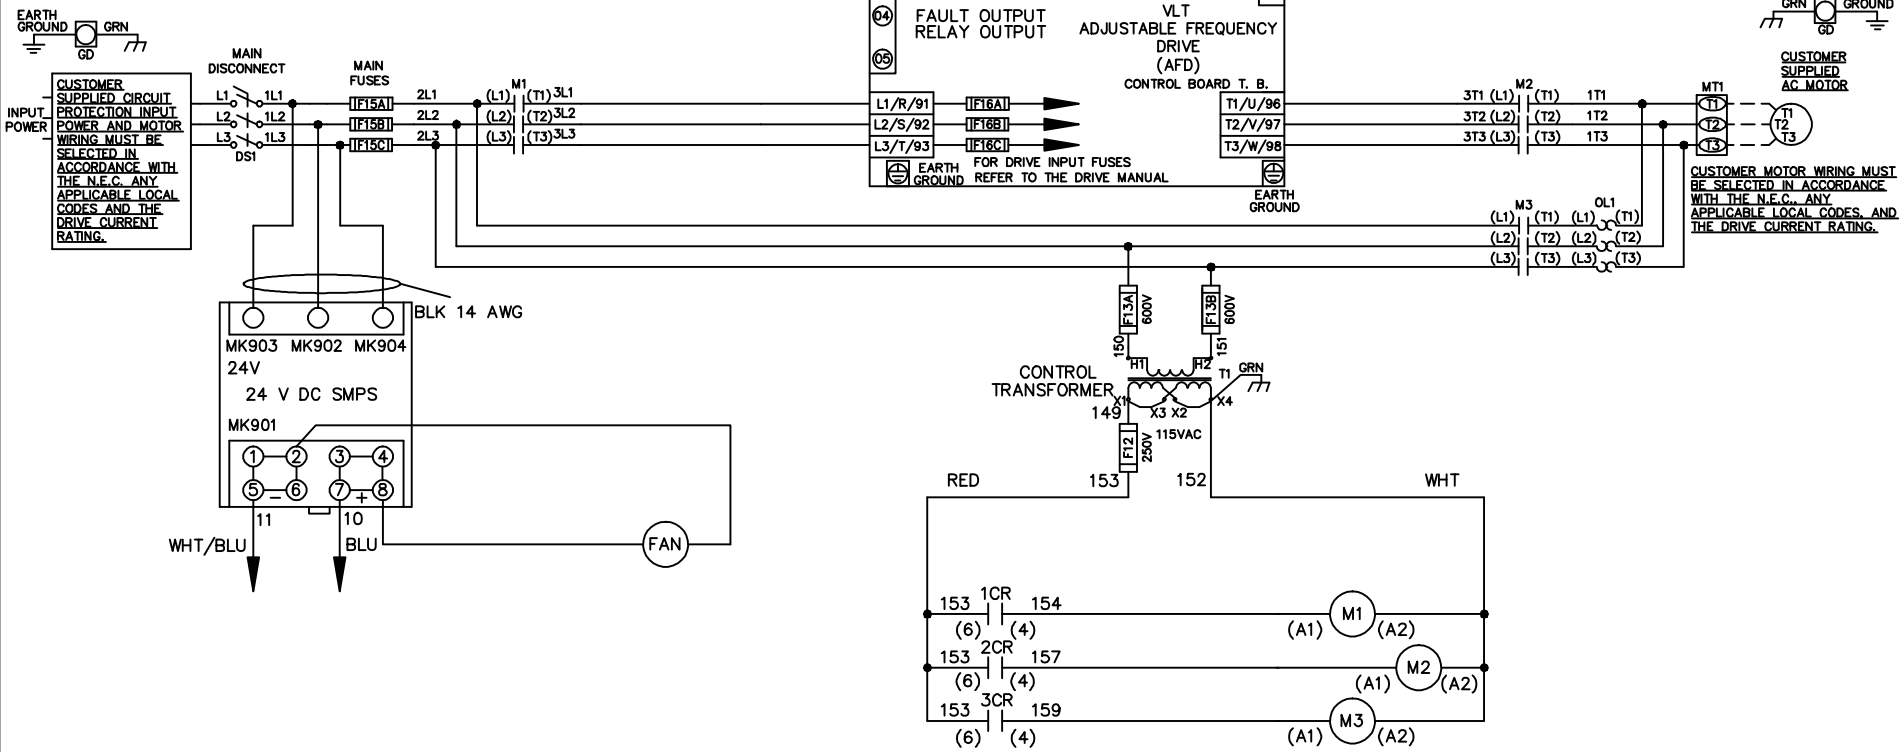 EARTH
GROUND
GRN
GD
MAIN
DISCONNECT
MAIN
FUSES
INPUT
POWER
CUSTOMER
SUPPLIED CIRCUIT
PROTECTION INPUT
POWER AND MOTOR
WIRING MUST BE
SELECTED IN
ACCORDANCE WITH
THE N.E.C. ANY
APPLICABLE LOCAL
CODES AND THE
DRIVE CURRENT
RATING.
L1 1L1 F15A 2L1 (L1) M1 (T1) 3L1
L2 1L2 F15B 2L2 (L2) (T2) 3L2
L3 1L3 F15C 2L3 (L3) (T3) 3L3
DS1
04
FAULT OUTPUT
RELAY OUTPUT
05
VLT
ADJUSTABLE FREQUENCY
DRIVE
(AFD)
CONTROL BOARD T. B.
L1/R/91 F16A T1/U/96
L2/S/92 F16B T2/V/97
L3/T/93 F16C T3/W/98
EARTH
GROUND
FOR DRIVE INPUT FUSES
REFER TO THE DRIVE MANUAL
EARTH
GROUND
GRN
GROUND
GD
CUSTOMER
SUPPLIED
AC MOTOR
M2
MT1
3T1 (L1) (T1) 1T1 T1 T1
3T2 (L2) (T2) 1T2 T2 T2
3T3 (L3) (T3) 1T3 T3 T3
CUSTOMER MOTOR WIRING MUST
BE SELECTED IN ACCORDANCE
WITH THE N.E.C., ANY
APPLICABLE LOCAL CODES, AND
THE DRIVE CURRENT RATING.
M3 OL1
(L1) (T1) (L1) (T1)
(L2) (T2) (L2) (T2)
(L3) (T3) (L3) (T3)
BLK 14 AWG
MK903 MK902 MK904
24V
24 V DC SMPS
MK901
1 2 3 4
5 6 7 8
- +
11 10
WHT/BLU BLU
FAN
F13A 600V
F13B 600V
150 151
H1 H2
CONTROL
TRANSFORMER
T1
GRN
X1 X3 X2 X4
149
115VAC
F12 250V
153 152
RED WHT
153 1CR 154 M1
(6) (4) (A1) (A2)
153 2CR 157 M2
(6) (4) (A1) (A2)
153 3CR 159 M3
(6) (4) (A1) (A2)